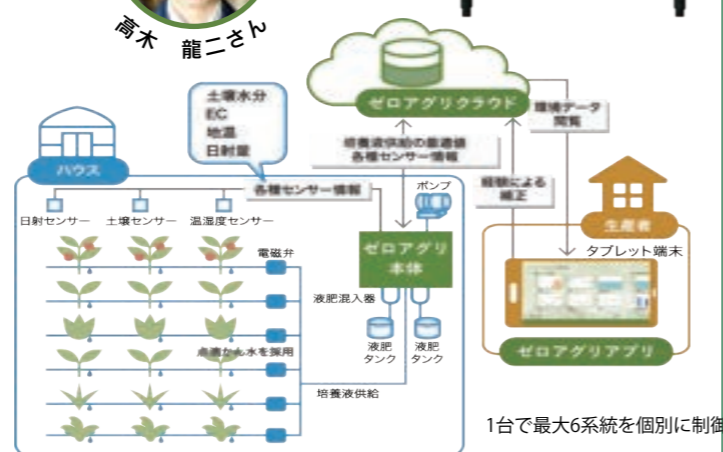 高木 龍二さん
土壌水分
EC
地温
日射量
ゼロアグリクラウド
環境データ
閲覧
培養液供給の最適値
各種センサー情報
ハウス
各種センサー情報
ポンプ
経験による
補正
生産者
日射センサー
土壌センサー
温湿度センサー
タブレット端末
電磁弁
ゼロアグリ
本体
液肥混入器
点滴かん水を採用
液肥
タンク
液肥
タンク
ゼロアグリアプリ
培養液供給
1台で最大6系統を個別に制御